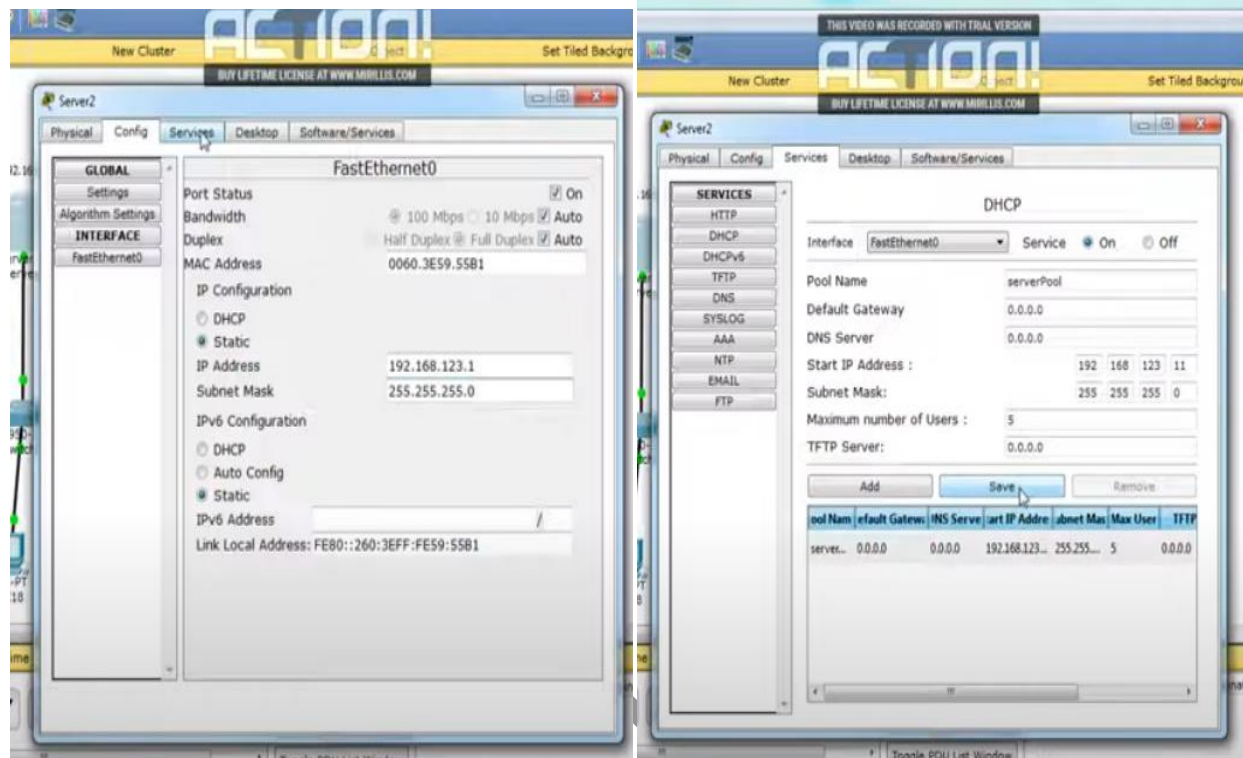 New Cluster
ACTION!
Set Tiled Backgro
BUY LIFETIME LICENSE AT WWW.MIRILLIS.COM
Server2
Physical Config Services Desktop Software/Services
GLOBAL
Settings
Algorithm Settings
INTERFACE
FastEthernet0
FastEthernet0
Port Status On
Bandwidth 100 Mbps 10 Mbps Auto
Duplex Half Duplex Full Duplex Auto
MAC Address 0060.3E59.55B1
IP Configuration
DHCP
Static
IP Address 192.168.123.1
Subnet Mask 255.255.255.0
IPv6 Configuration
DHCP
Auto Config
Static
IPv6 Address /
Link Local Address: FE80::260:3EFF:FE59:55B1
THIS VIDEO WAS RECORDED WITH TRIAL VERSION
ACTION!
New Cluster
Set Tiled Backgrou
BUY LIFETIME LICENSE AT WWW.MIRILLIS.COM
Server2
Physical Config Services Desktop Software/Services
SERVICES
HTTP
DHCP
DHCPv6
TFTP
DNS
SYSLOG
AAA
NTP
EMAIL
FTP
DHCP
Interface FastEthernet0 Service On Off
Pool Name serverPool
Default Gateway 0.0.0.0
DNS Server 0.0.0.0
Start IP Address : 192 168 123 11
Subnet Mask: 255 255 255 0
Maximum number of Users : 5
TFTP Server: 0.0.0.0
Add Save Remove
ool Nam efault Gatew NS Serve art IP Addre ubnet Mas Max User TFTP
server... 0.0.0.0 0.0.0.0 192.168.123... 255.255.... 5 0.0.0.0
Toggle PDU List Window